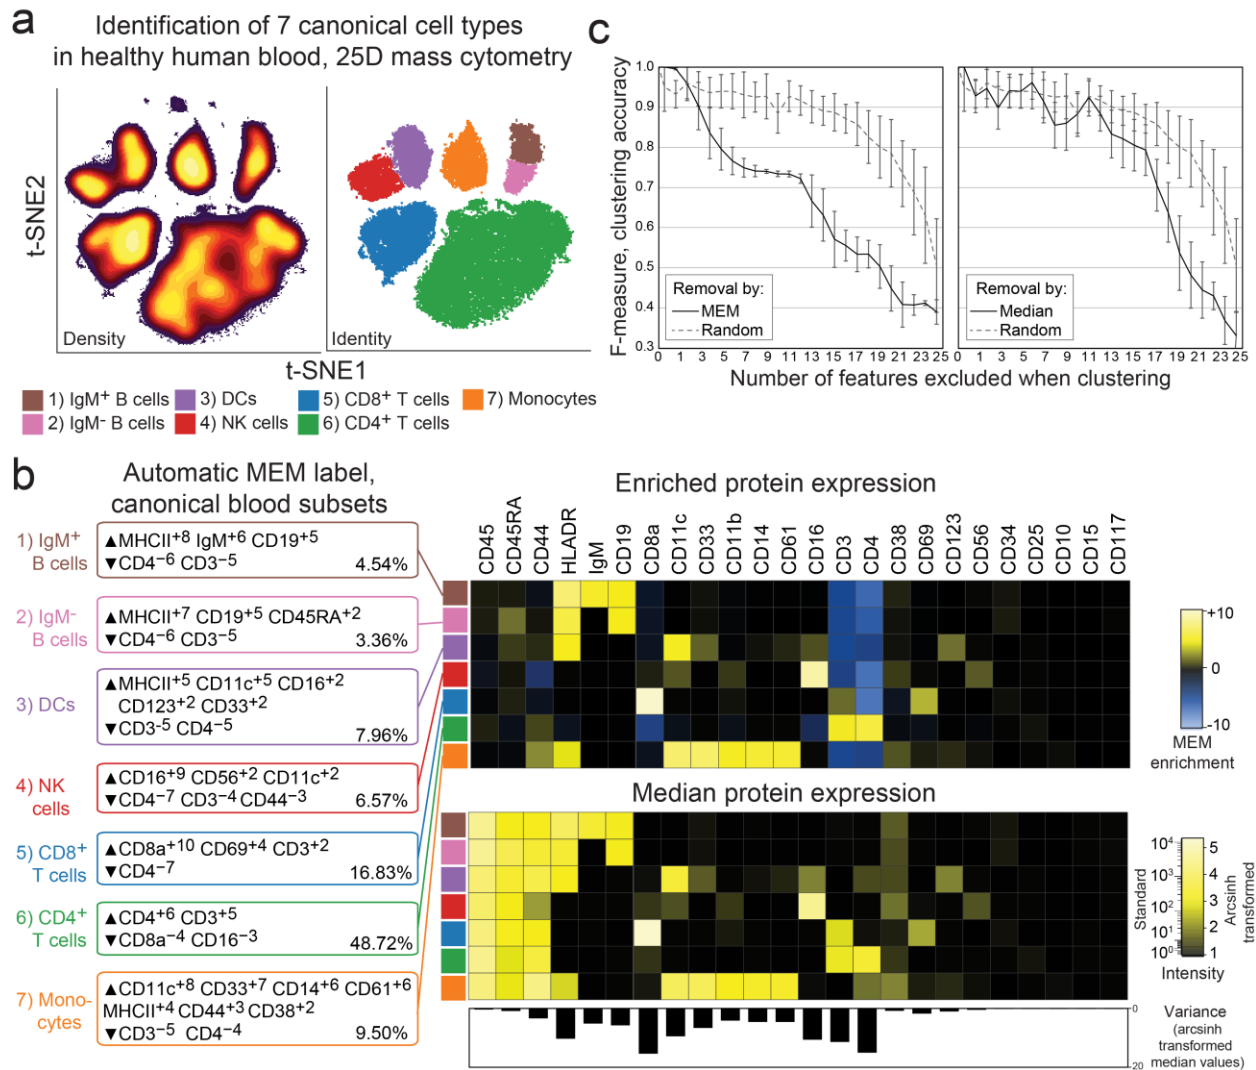 a
Identification of 7 canonical cell types
in healthy human blood, 25D mass cytometry
t-SNE2
Density
Identity
t-SNE1
1) IgM+ B cells
3) DCs
5) CD8+ T cells
7) Monocytes
2) IgM- B cells
4) NK cells
6) CD4+ T cells
c
F-measure, clustering accuracy
1.0
0.9
0.8
0.7
0.6
0.5
0.4
0.3
Removal by:
MEM
Random
0 1 3 5 7 9 11 13 15 17 19 21 23 25
Removal by:
Median
Random
0 1 3 5 7 9 11 13 15 17 19 21 23 25
Number of features excluded when clustering
b
Automatic MEM label,
canonical blood subsets
1) IgM+
B cells
▲MHCII+8 IgM+6 CD19+5
▼CD4–6 CD3–5 4.54%
2) IgM-
B cells
▲MHCII+7 CD19+5 CD45RA+2
▼CD4–6 CD3–5 3.36%
3) DCs
▲MHCII+5 CD11c+5 CD16+2
CD123+2 CD33+2
▼CD3-5 CD4–5 7.96%
4) NK
cells
▲CD16+9 CD56+2 CD11c+2
▼CD4–7 CD3–4 CD44–3 6.57%
5) CD8+
T cells
▲CD8a+10 CD69+4 CD3+2
▼CD4–7 16.83%
6) CD4+
T cells
▲CD4+6 CD3+5
▼CD8a–4 CD16–3 48.72%
7) Mono-
cytes
▲CD11c+8 CD33+7 CD14+6 CD61+6
MHCII+4 CD44+3 CD38+2
▼CD3–5 CD4–4 9.50%
Enriched protein expression
CD45 CD45RA CD44 HLADR IgM CD19 CD8a CD11c CD33 CD11b CD14 CD61 CD16 CD3 CD4 CD38 CD69 CD123 CD56 CD34 CD25 CD10 CD15 CD117
+10
0
-10
MEM
enrichment
Median protein expression
Standard
104
103
102
101
100
5
4
3
2
1
Arcsinh
transformed
Intensity
0
20
Variance
(arcsinh
transformed
median values)